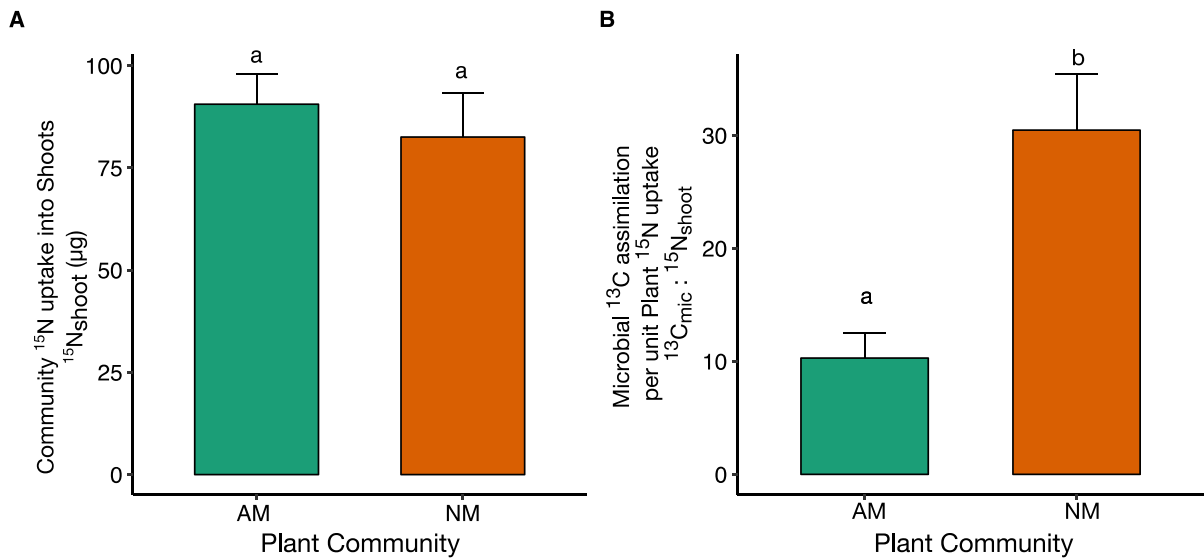 A
Community ¹⁵N uptake into Shoots
¹⁵Nshoot (µg)
100
75
50
25
0
a
a
AM
NM
Plant Community
B
Microbial ¹³C assimilation
per unit Plant ¹⁵N uptake
¹³Cmic : ¹⁵Nshoot
30
20
10
0
a
b
AM
NM
Plant Community